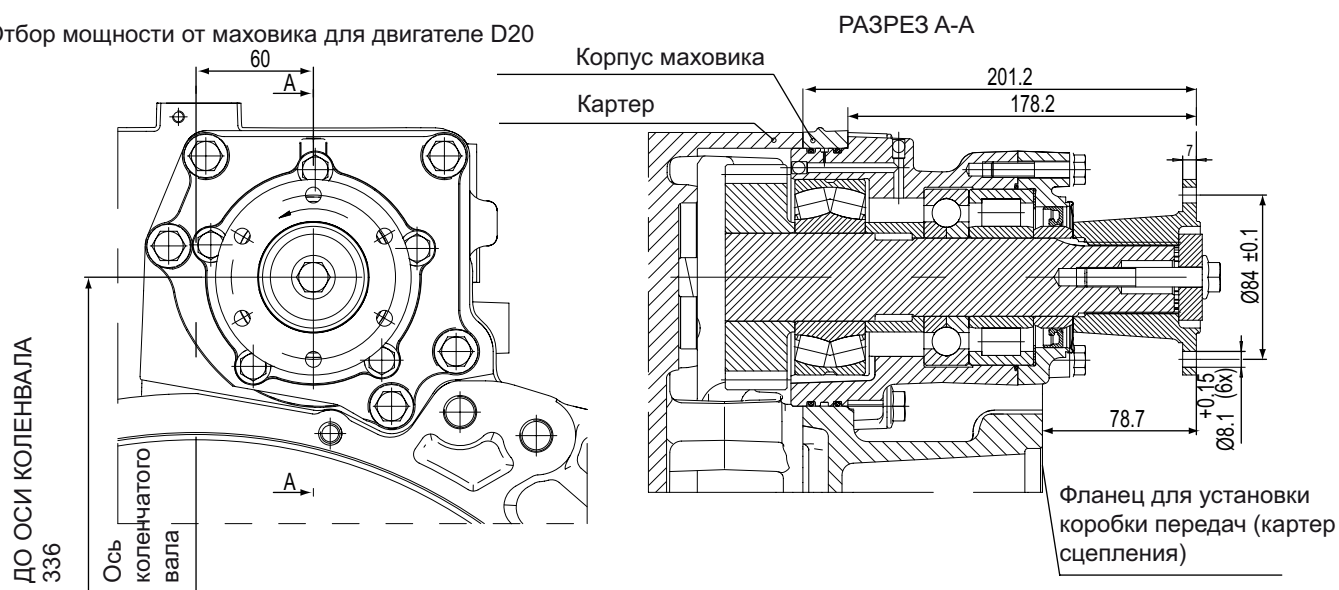 Отбор мощности от маховика для двигателе D20
РАЗРЕЗ A-A
60
A
Корпус маховика
Картер
201.2
178.2
7
Ø84 ±0.1
Ø8.1 +0,15 (6x)
78.7
A
ДО ОСИ КОЛЕНВАЛА
336
Ось
коленчатого
вала
Фланец для установки
коробки передач (картер
сцепления)